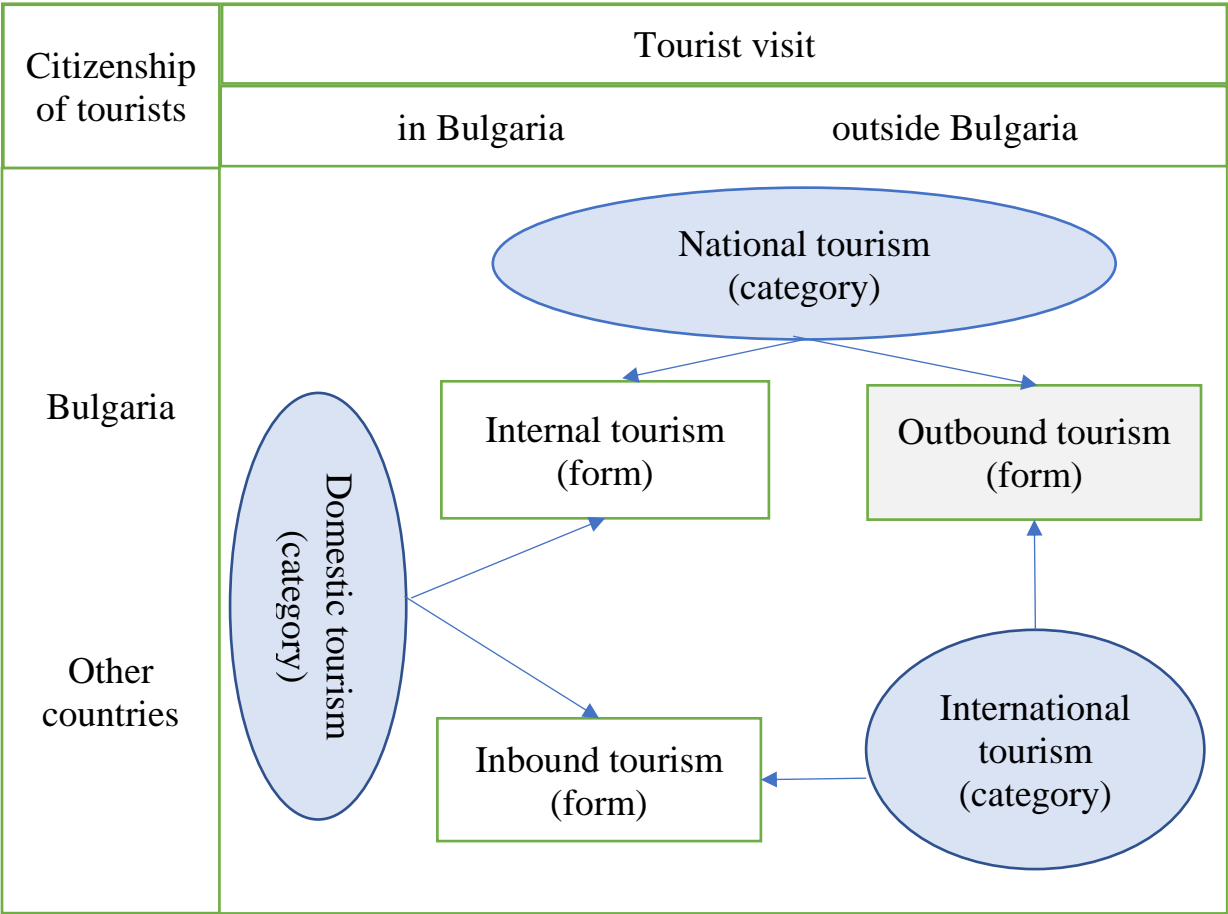 Citizenship
of tourists
Tourist visit
in Bulgaria
outside Bulgaria
National tourism
(category)
Bulgaria
Internal tourism
(form)
Outbound tourism
(form)
Domestic tourism
(category)
Other
countries
Inbound tourism
(form)
International
tourism
(category)